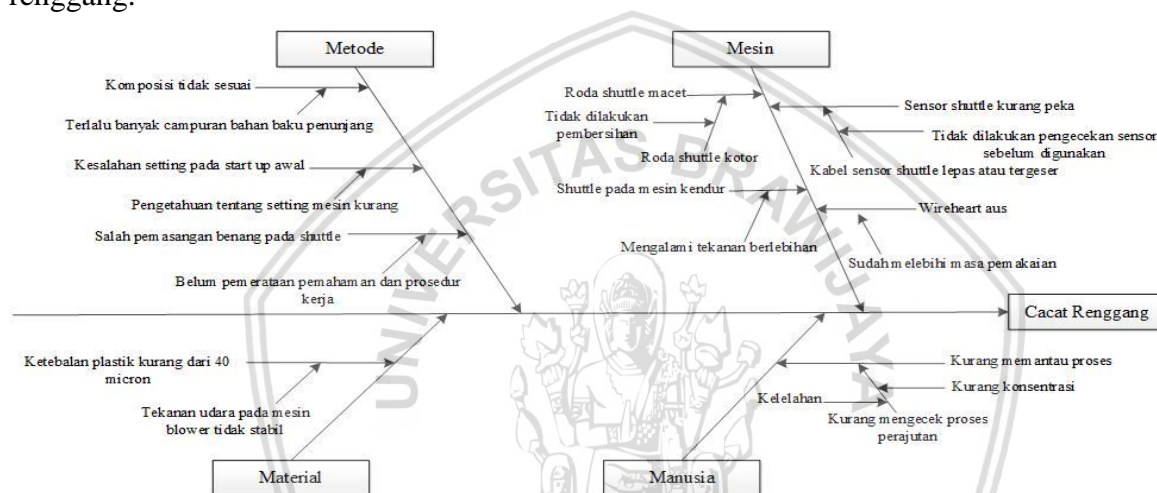 renggang.
Metode
Mesin
Komposisi tidak sesuai
Terlalu banyak campuran bahan baku penunjang
Kesalahan setting pada start up awal
Pengetahuan tentang setting mesin kurang
Salah pemasangan benang pada shuttle
Belum pemerataan pemahaman dan prosedur
kerja
Roda shuttle macet
Tidak dilakukan
pembersihan
Roda shuttle kotor
Shuttle pada mesin kendur
Mengalami tekanan berlebihan
Sensor shuttle kurang peka
Tidak dilakukan pengecekan sensor
sebelum digunakan
Kabel sensor shuttle lepas atau tergeser
Wireheart aus
Sudah melebihi masa pemakaian
Cacat Renggang
Ketebalan plastik kurang dari 40
micron
Tekanan udara pada mesin
blower tidak stabil
Kurang memantau proses
Kurang konsentrasi
Kelelahan
Kurang mengecek proses
perajutan
Material
Manusia
UNIVERSITAS BRAWIJAYA